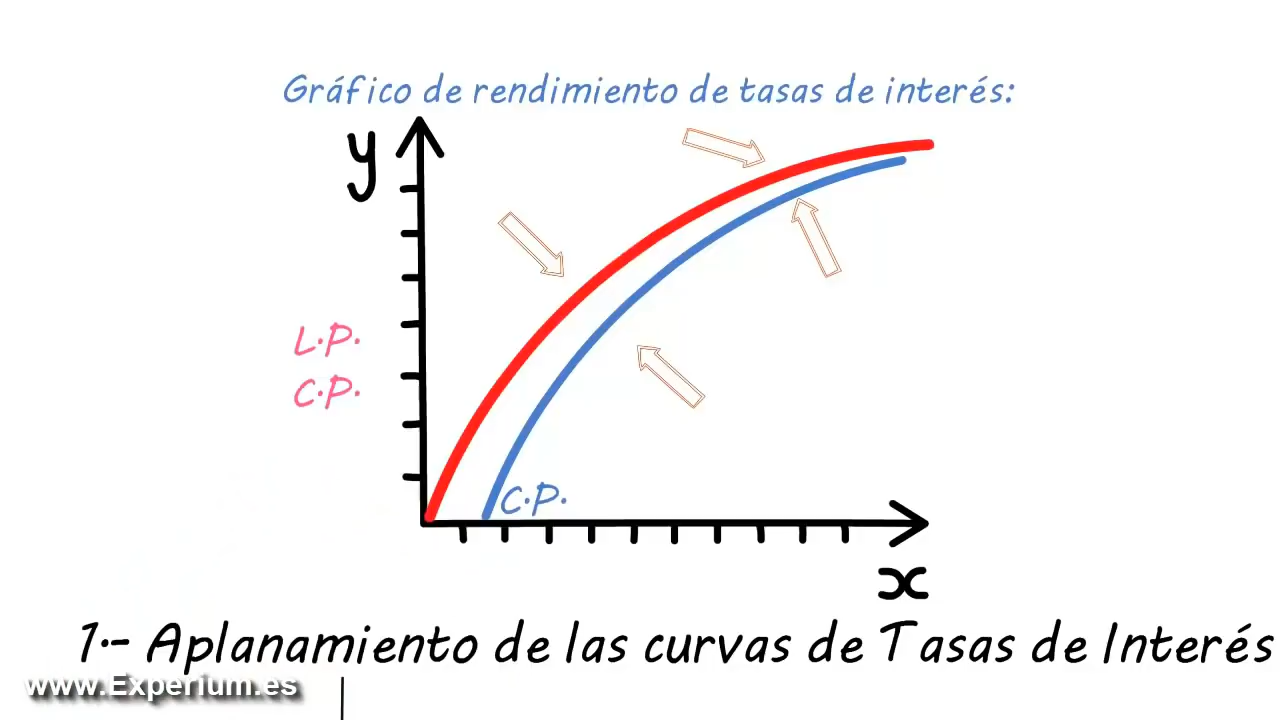 Gráfico de rendimiento de tasas de interés:
y
L.P.
C.P.
C.P.
x
1.- Aplanamiento de las curvas de Tasas de Interés
www.Experium.es